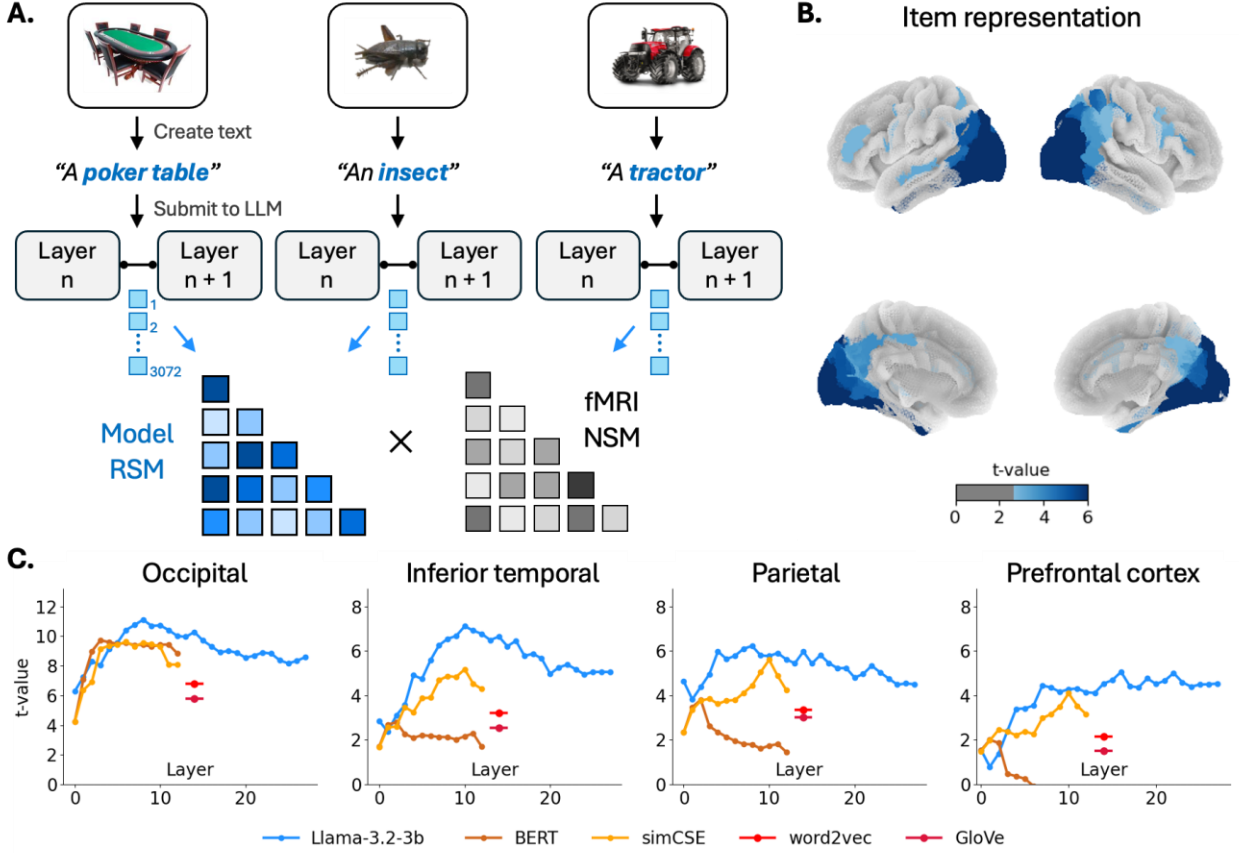 A.
Create text
“A poker table”
“An insect”
“A tractor”
Submit to LLM
Layer
n
Layer
n + 1
Layer
n
Layer
n + 1
Layer
n
Layer
n + 1
1
2
3072
Model
RSM
×
fMRI
NSM
B.
Item representation
t-value
0 2 4 6
C.
Occipital
t-value
12
10
8
6
4
2
0
Layer
0 10 20
Inferior temporal
8
6
4
2
0
Layer
0 10 20
Parietal
8
6
4
2
0
Layer
0 10 20
Prefrontal cortex
8
6
4
2
0
Layer
0 10 20
Llama-3.2-3b BERT simCSE word2vec GloVe